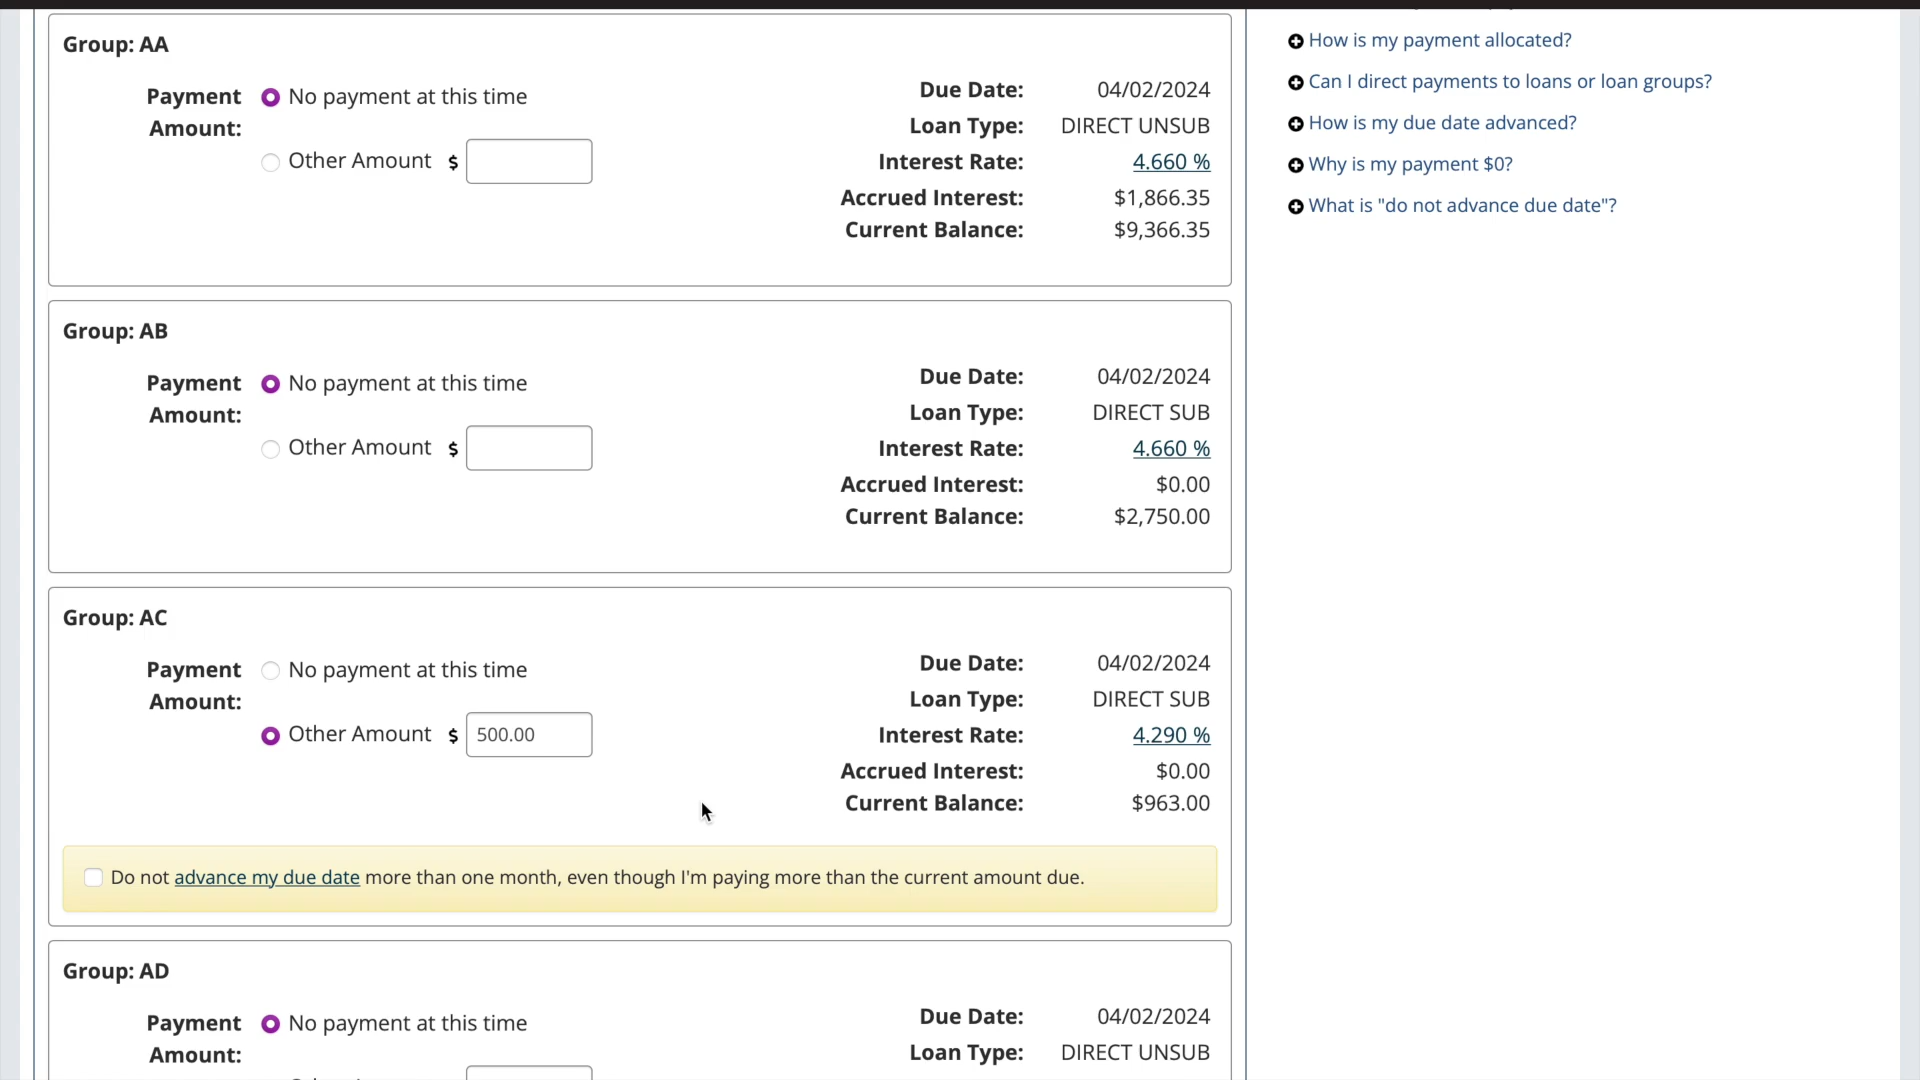 Group: AA
Payment Amount:
No payment at this time
Other Amount $
Due Date: 04/02/2024
Loan Type: DIRECT UNSUB
Interest Rate: 4.660 %
Accrued Interest: $1,866.35
Current Balance: $9,366.35
Group: AB
Payment Amount:
No payment at this time
Other Amount $
Due Date: 04/02/2024
Loan Type: DIRECT SUB
Interest Rate: 4.660 %
Accrued Interest: $0.00
Current Balance: $2,750.00
Group: AC
Payment Amount:
No payment at this time
Other Amount $ 500.00
Due Date: 04/02/2024
Loan Type: DIRECT SUB
Interest Rate: 4.290 %
Accrued Interest: $0.00
Current Balance: $963.00
Do not advance my due date more than one month, even though I'm paying more than the current amount due.
Group: AD
Payment Amount:
No payment at this time
Due Date: 04/02/2024
Loan Type: DIRECT UNSUB
How is my payment allocated?
Can I direct payments to loans or loan groups?
How is my due date advanced?
Why is my payment $0?
What is "do not advance due date"?